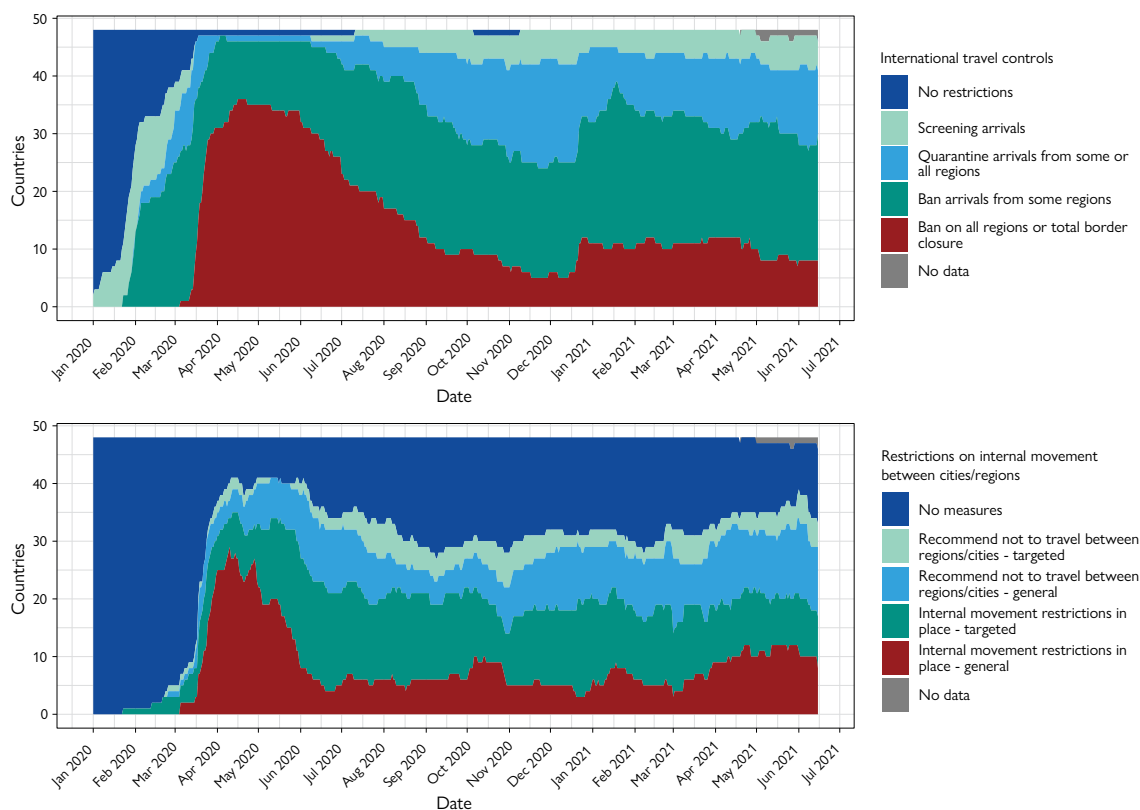 50
40
30
20
10
0
Countries
Jan 2020
Feb 2020
Mar 2020
Apr 2020
May 2020
Jun 2020
Jul 2020
Aug 2020
Sep 2020
Oct 2020
Nov 2020
Dec 2020
Jan 2021
Feb 2021
Mar 2021
Apr 2021
May 2021
Jun 2021
Jul 2021
Date
International travel controls
No restrictions
Screening arrivals
Quarantine arrivals from some or
all regions
Ban arrivals from some regions
Ban on all regions or total border
closure
No data
50
40
30
20
10
0
Countries
Jan 2020
Feb 2020
Mar 2020
Apr 2020
May 2020
Jun 2020
Jul 2020
Aug 2020
Sep 2020
Oct 2020
Nov 2020
Dec 2020
Jan 2021
Feb 2021
Mar 2021
Apr 2021
May 2021
Jun 2021
Jul 2021
Date
Restrictions on internal movement
between cities/regions
No measures
Recommend not to travel between
regions/cities - targeted
Recommend not to travel between
regions/cities - general
Internal movement restrictions in
place - targeted
Internal movement restrictions in
place - general
No data